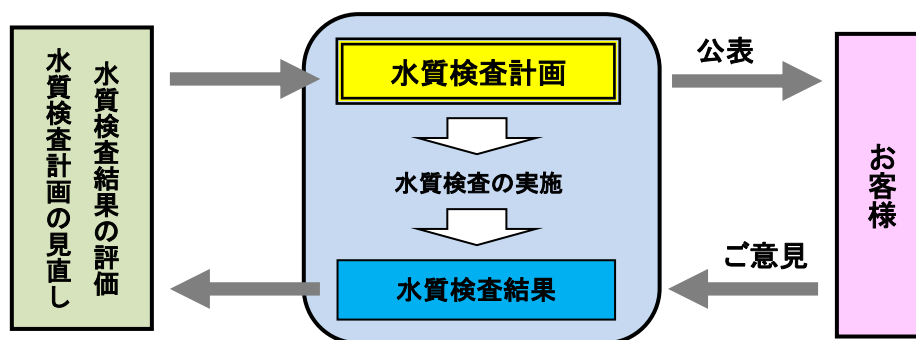 水質検査結果の評価
水質検査計画の見直し
水質検査計画
水質検査の実施
水質検査結果
公表
ご意見
お客様